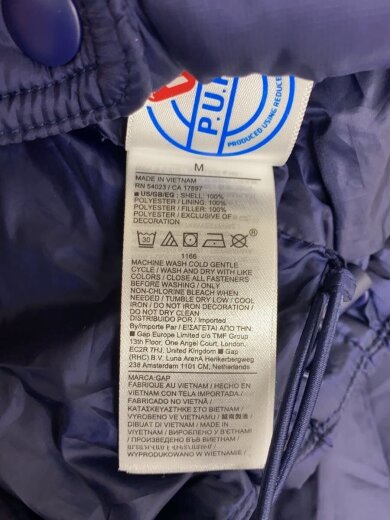 P.U.R
PRODUCED USING REDUCED
M
MADE IN VIETNAM
RN 54023 / CA 17897
US/GB/EG ; SHELL: 100%
POLYESTER / LINING: 100%
POLYESTER / FILLER: 100%
POLYESTER / EXCLUSIVE OF
DECORATION
30
®
1166
MACHINE WASH COLD GENTLE
CYCLE / WASH AND DRY WITH LIKE
COLORS / CLOSE ALL FASTENERS
BEFORE WASHING / ONLY
NON-CHLORINE BLEACH WHEN
NEEDED / TUMBLE DRY LOW / COOL
IRON / DO NOT IRON DECORATION /
DO NOT DRY CLEAN
DISTRIBUIDO POR / Imported
By/Importe Par / ΕΙΣΑΓΕΤΑΙ ΑΠΟ ΤΗΝ
Gap Europe Limited c/o TMF Group
13th Floor, One Angel Court, London,
EC2R 7HJ, United Kingdom Gap
(RHC) B.V. Luna ArenA Herikerbergweg
238 Amsterdam 1101 CM, Netherlands
MARCA:GAP
FABRIQUÉ AU VIETNAM / HECHO EN
VIETNAM CON TELA IMPORTADA /
FABRICADO NO VIETNÃ /
ΚΑΤΑΣΚΕΥΑΣΤΗΚΕ ΣΤΟ ΒΙΕΤΝΑΜ /
VYROBENO VE VIETNAMU / 越南製造 /
DIBUAT DI VIETNAM / MADE IN
VIYETNAM / ВИРОБЛЕНО У В'ЄТНАМІ
/ ПРОИЗВЕДЕНО ВЪВ ВИЕТНАМ /